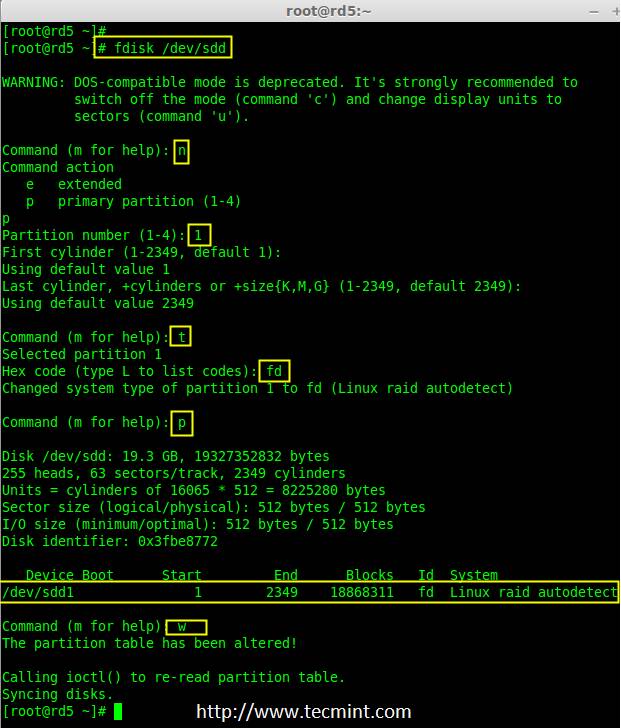 root@rd5:~
[root@rd5 ~]#
[root@rd5 ~]# fdisk /dev/sdd
WARNING: DOS-compatible mode is deprecated. It's strongly recommended to
switch off the mode (command 'c') and change display units to
sectors (command 'u').
Command (m for help): n
Command action
e   extended
p   primary partition (1-4)
p
Partition number (1-4): 1
First cylinder (1-2349, default 1):
Using default value 1
Last cylinder, +cylinders or +size{K,M,G} (1-2349, default 2349):
Using default value 2349
Command (m for help): t
Selected partition 1
Hex code (type L to list codes): fd
Changed system type of partition 1 to fd (Linux raid autodetect)
Command (m for help): p
Disk /dev/sdd: 19.3 GB, 19327352832 bytes
255 heads, 63 sectors/track, 2349 cylinders
Units = cylinders of 16065 * 512 = 8225280 bytes
Sector size (logical/physical): 512 bytes / 512 bytes
I/O size (minimum/optimal): 512 bytes / 512 bytes
Disk identifier: 0x3fbe8772
Device Boot      Start         End      Blocks   Id  System
/dev/sdd1               1        2349    18868311   fd  Linux raid autodetect
Command (m for help): w
The partition table has been altered!
Calling ioctl() to re-read partition table.
Syncing disks.
[root@rd5 ~]#
http://www.tecmint.com